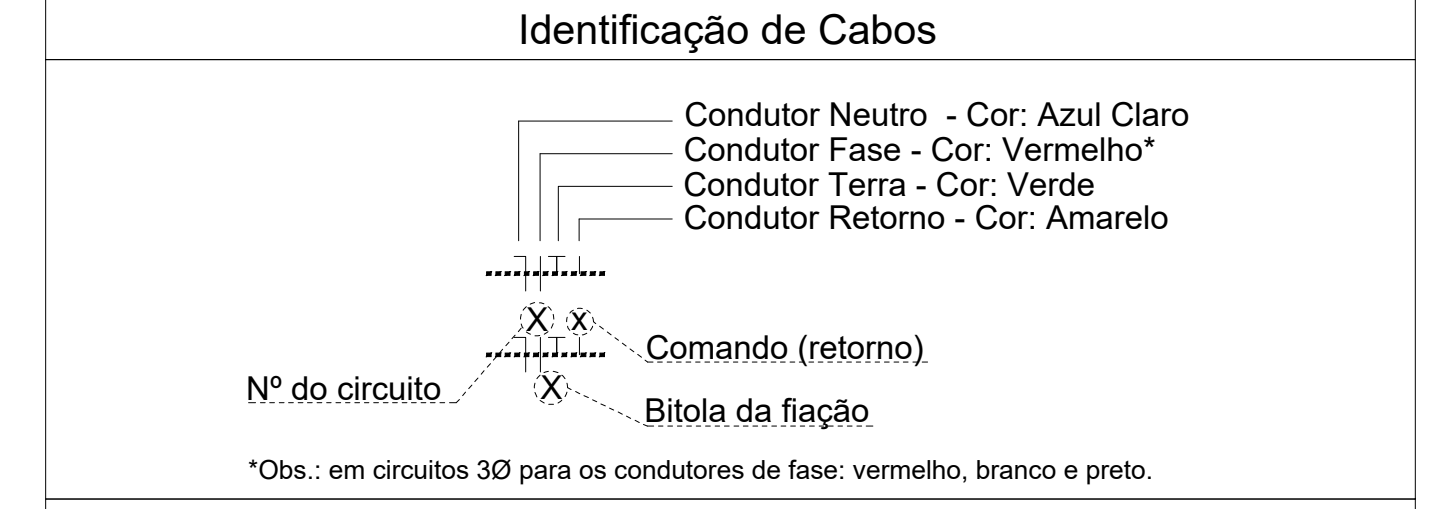 Identificação de Cabos
Condutor Neutro - Cor: Azul Claro
Condutor Fase - Cor: Vermelho*
Condutor Terra - Cor: Verde
Condutor Retorno - Cor: Amarelo
X x
Comando (retorno)
Nº do circuito
X
Bitola da fiação
*Obs.: em circuitos 3Ø para os condutores de fase: vermelho, branco e preto.